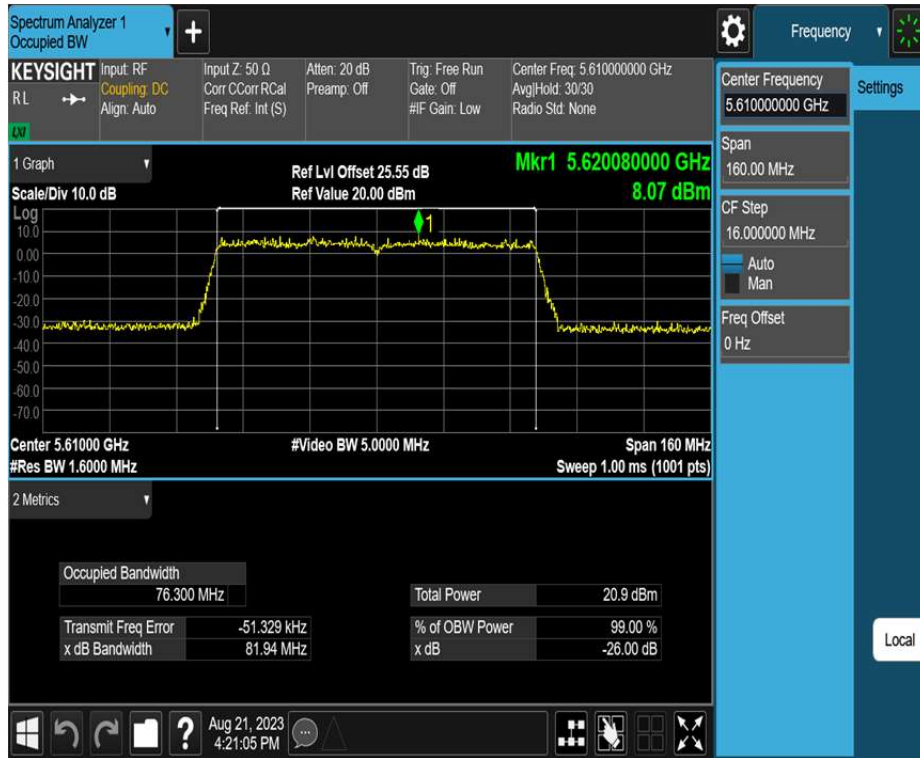 Spectrum Analyzer 1
Occupied BW
+
Frequency
KEYSIGHT
RL
LXI
Input: RF
Coupling: DC
Align: Auto
Input Z: 50 Ω
Corr CCorr RCal
Freq Ref: Int (S)
Atten: 20 dB
Preamp: Off
Trig: Free Run
Gate: Off
#IF Gain: Low
Center Freq: 5.610000000 GHz
Avg|Hold: 30/30
Radio Std: None
Center Frequency
5.610000000 GHz
Settings
Span
160.00 MHz
CF Step
16.000000 MHz
Auto
Man
Freq Offset
0 Hz
1 Graph
Scale/Div 10.0 dB
Ref Lvl Offset 25.55 dB
Ref Value 20.00 dBm
Mkr1 5.620080000 GHz
8.07 dBm
Log
1
10.0
0.00
-10.0
-20.0
-30.0
-40.0
-50.0
-60.0
-70.0
Center 5.61000 GHz
#Video BW 5.0000 MHz
Span 160 MHz
#Res BW 1.6000 MHz
Sweep 1.00 ms (1001 pts)
2 Metrics
Occupied Bandwidth
76.300 MHz
Total Power 20.9 dBm
Transmit Freq Error -51.329 kHz
% of OBW Power 99.00 %
x dB Bandwidth 81.94 MHz
x dB -26.00 dB
Local
?
Aug 21, 2023
4:21:05 PM